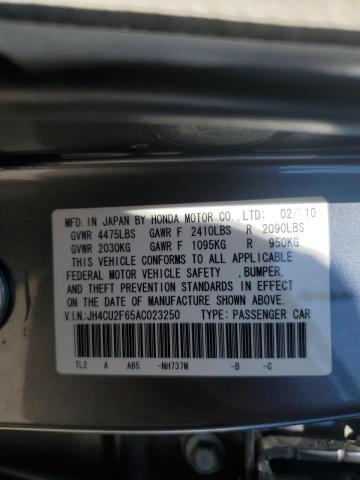 MFD.IN JAPAN BY HONDA MOTOR CO.,LTD: 02/'10
GVWR 4475LBS GAWR F 2410LBS R 2090LBS
GVWR 2030KG GAWR F 1095KG R 950KG
THIS VEHICLE CONFORMS TO ALL APPLICABLE
FEDERAL MOTOR VEHICLE SAFETY ,BUMPER,
AND THEFT PREVENTION STANDARDS IN EFFECT
ON THE DATE OF MANUFACTURE SHOWN ABOVE.
V.I.N:JH4CU2F65AC023250 TYPE: PASSENGER CAR
TL2 A AB5 -NH737M -B -C